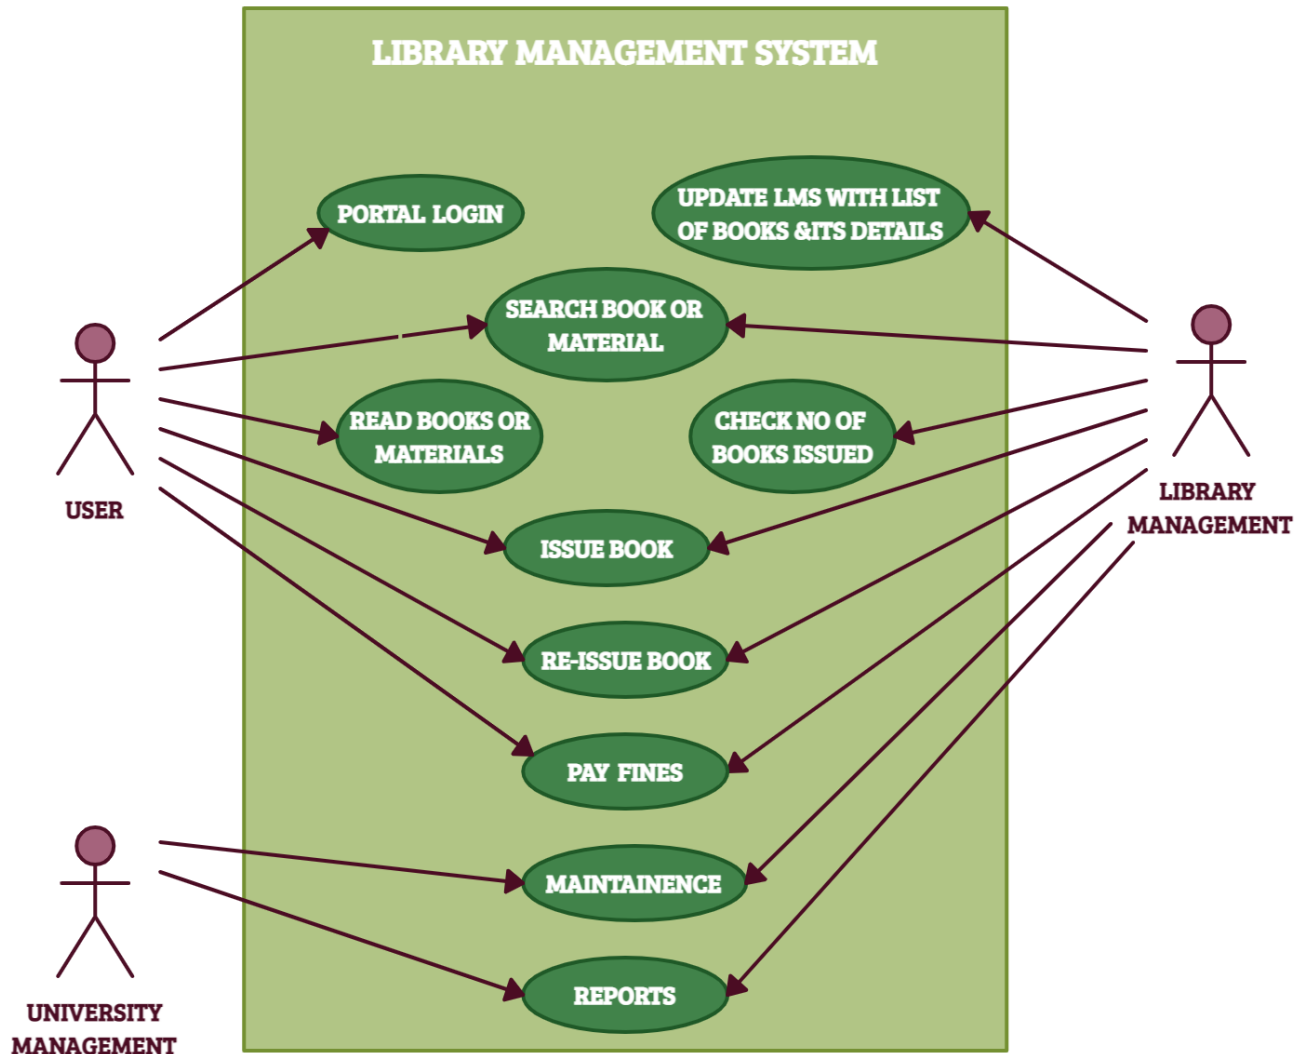 LIBRARY MANAGEMENT SYSTEM
PORTAL LOGIN
UPDATE LMS WITH LIST
OF BOOKS &ITS DETAILS
SEARCH BOOK OR
MATERIAL
READ BOOKS OR
MATERIALS
CHECK NO OF
BOOKS ISSUED
USER
LIBRARY
MANAGEMENT
ISSUE BOOK
RE-ISSUE BOOK
PAY FINES
MAINTAINENCE
REPORTS
UNIVERSITY
MANAGEMENT